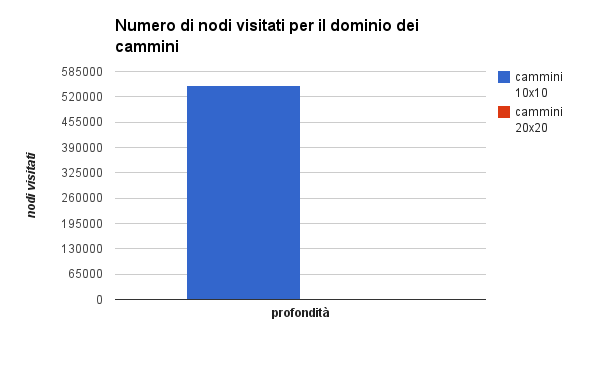 Numero di nodi visitati per il dominio dei
cammini
585000
520000
455000
390000
325000
260000
195000
130000
65000
0
nodi visitati
profondità
cammini
10x10
cammini
20x20